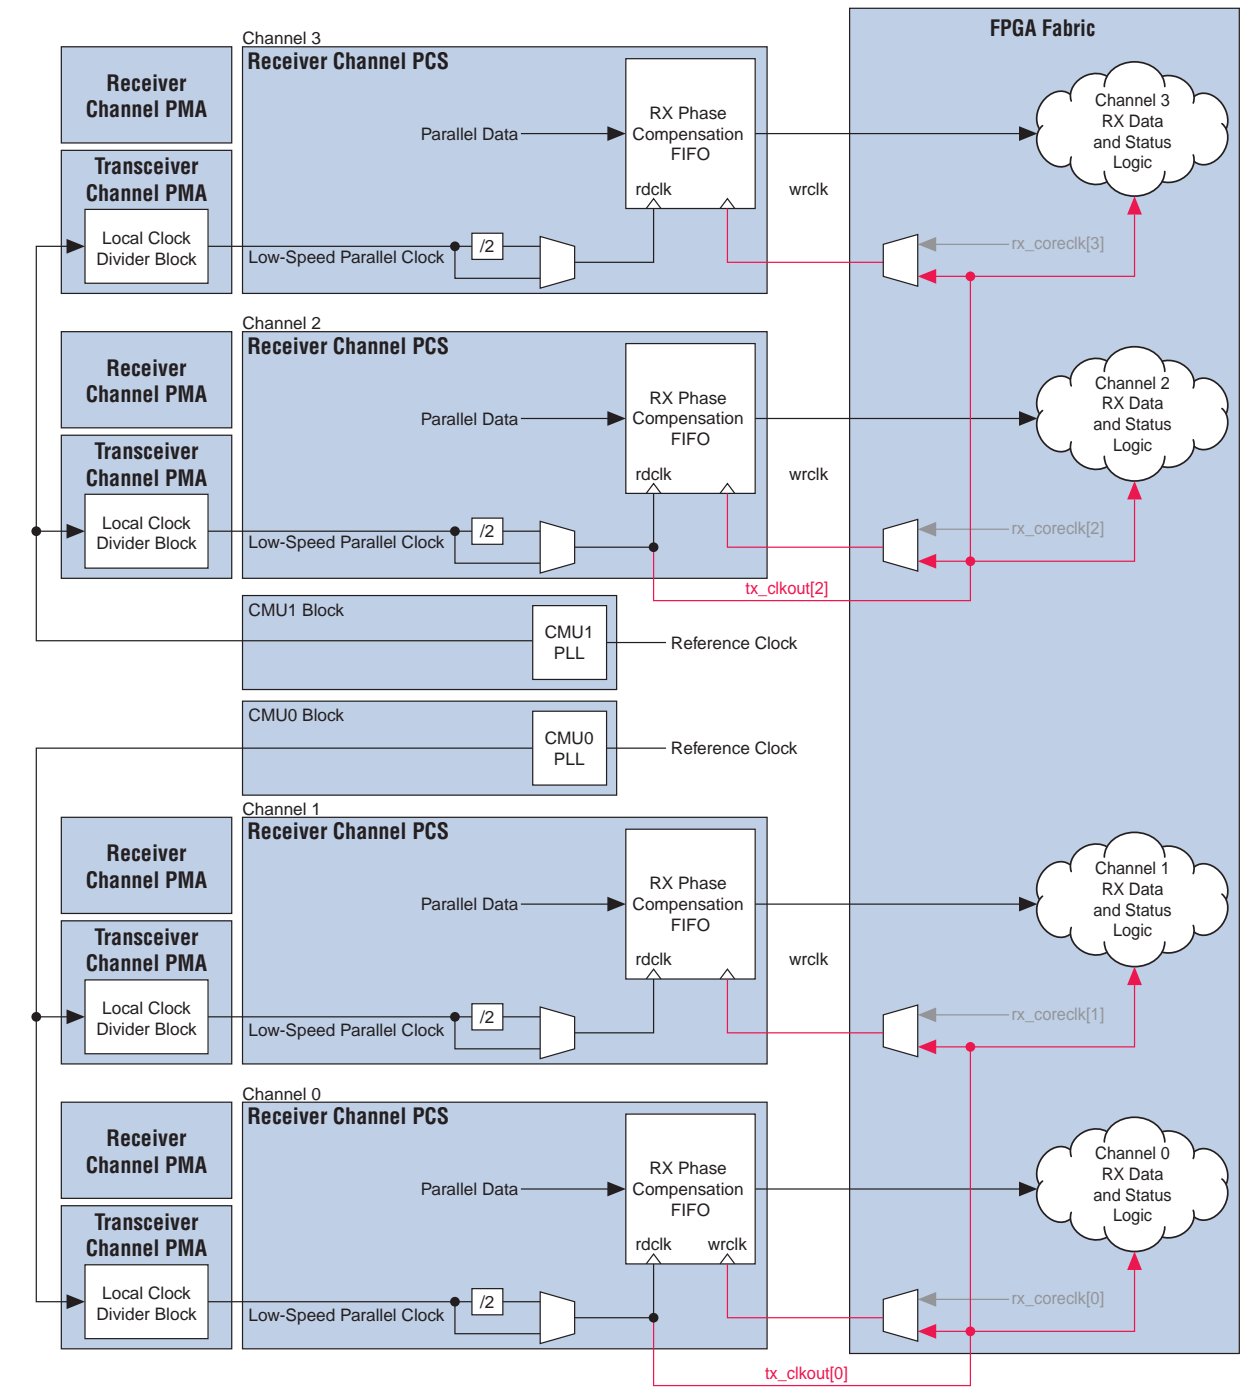 FPGA Fabric
Channel 3
Receiver Channel PCS
Receiver
Channel PMA
Transceiver
Channel PMA
Local Clock
Divider Block
Parallel Data
RX Phase
Compensation
FIFO
rdclk
wrclk
Low-Speed Parallel Clock
/2
Channel 3
RX Data
and Status
Logic
rx_coreclk[3]
Channel 2
Receiver Channel PCS
Receiver
Channel PMA
Transceiver
Channel PMA
Local Clock
Divider Block
Parallel Data
RX Phase
Compensation
FIFO
rdclk
wrclk
Low-Speed Parallel Clock
/2
Channel 2
RX Data
and Status
Logic
rx_coreclk[2]
tx_clkout[2]
CMU1 Block
CMU1
PLL
Reference Clock
CMU0 Block
CMU0
PLL
Reference Clock
Channel 1
Receiver Channel PCS
Receiver
Channel PMA
Transceiver
Channel PMA
Local Clock
Divider Block
Parallel Data
RX Phase
Compensation
FIFO
rdclk
wrclk
Low-Speed Parallel Clock
/2
Channel 1
RX Data
and Status
Logic
rx_coreclk[1]
Channel 0
Receiver Channel PCS
Receiver
Channel PMA
Transceiver
Channel PMA
Local Clock
Divider Block
Parallel Data
RX Phase
Compensation
FIFO
rdclk
wrclk
Low-Speed Parallel Clock
/2
Channel 0
RX Data
and Status
Logic
rx_coreclk[0]
tx_clkout[0]